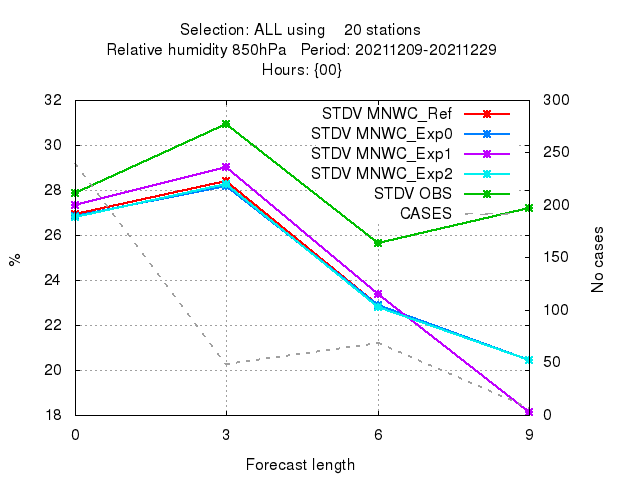 Selection: ALL using    20 stations
Relative humidity 850hPa   Period: 20211209-20211229
Hours: {00}
32
30
28
26
24
22
20
18
300
250
200
150
100
50
0
STDV MNWC_Ref
STDV MNWC_Exp0
STDV MNWC_Exp1
STDV MNWC_Exp2
STDV OBS
CASES
%
No cases
0 3 6 9
Forecast length